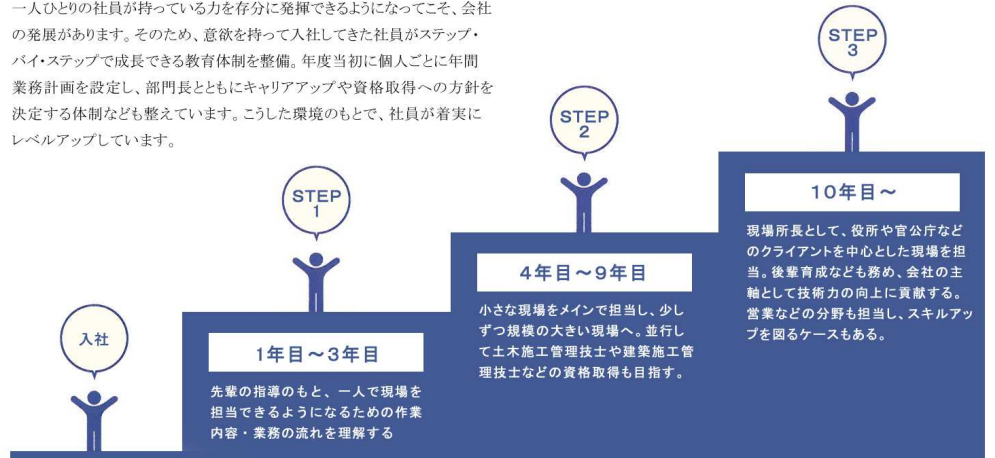 一人ひとりの社員が持っている力を存分に発揮できるようになってこそ、会社
の発展があります。そのため、意欲を持って入社してきた社員がステップ・
バイ・ステップで成長できる教育体制を整備。年度当初に個人ごとに年間
業務計画を設定し、部門長とともにキャリアアップや資格取得への方針を
決定する体制なども整えています。こうした環境のもとで、社員が着実に
レベルアップしています。
入社
STEP
1
1年目～3年目
先輩の指導のもと、一人で現場を
担当できるようになるための作業
内容・業務の流れを理解する
STEP
2
4年目～9年目
小さな現場をメインで担当し、少し
ずつ規模の大きい現場へ。並行し
て土木施工管理技士や建築施工管
理技士などの資格取得も目指す。
STEP
3
10年目～
現場所長として、役所や官公庁など
のクライアントを中心とした現場を担
当。後輩育成なども務め、会社の主
軸として技術力の向上に貢献する。
営業などの分野も担当し、スキルアッ
プを図るケースもある。